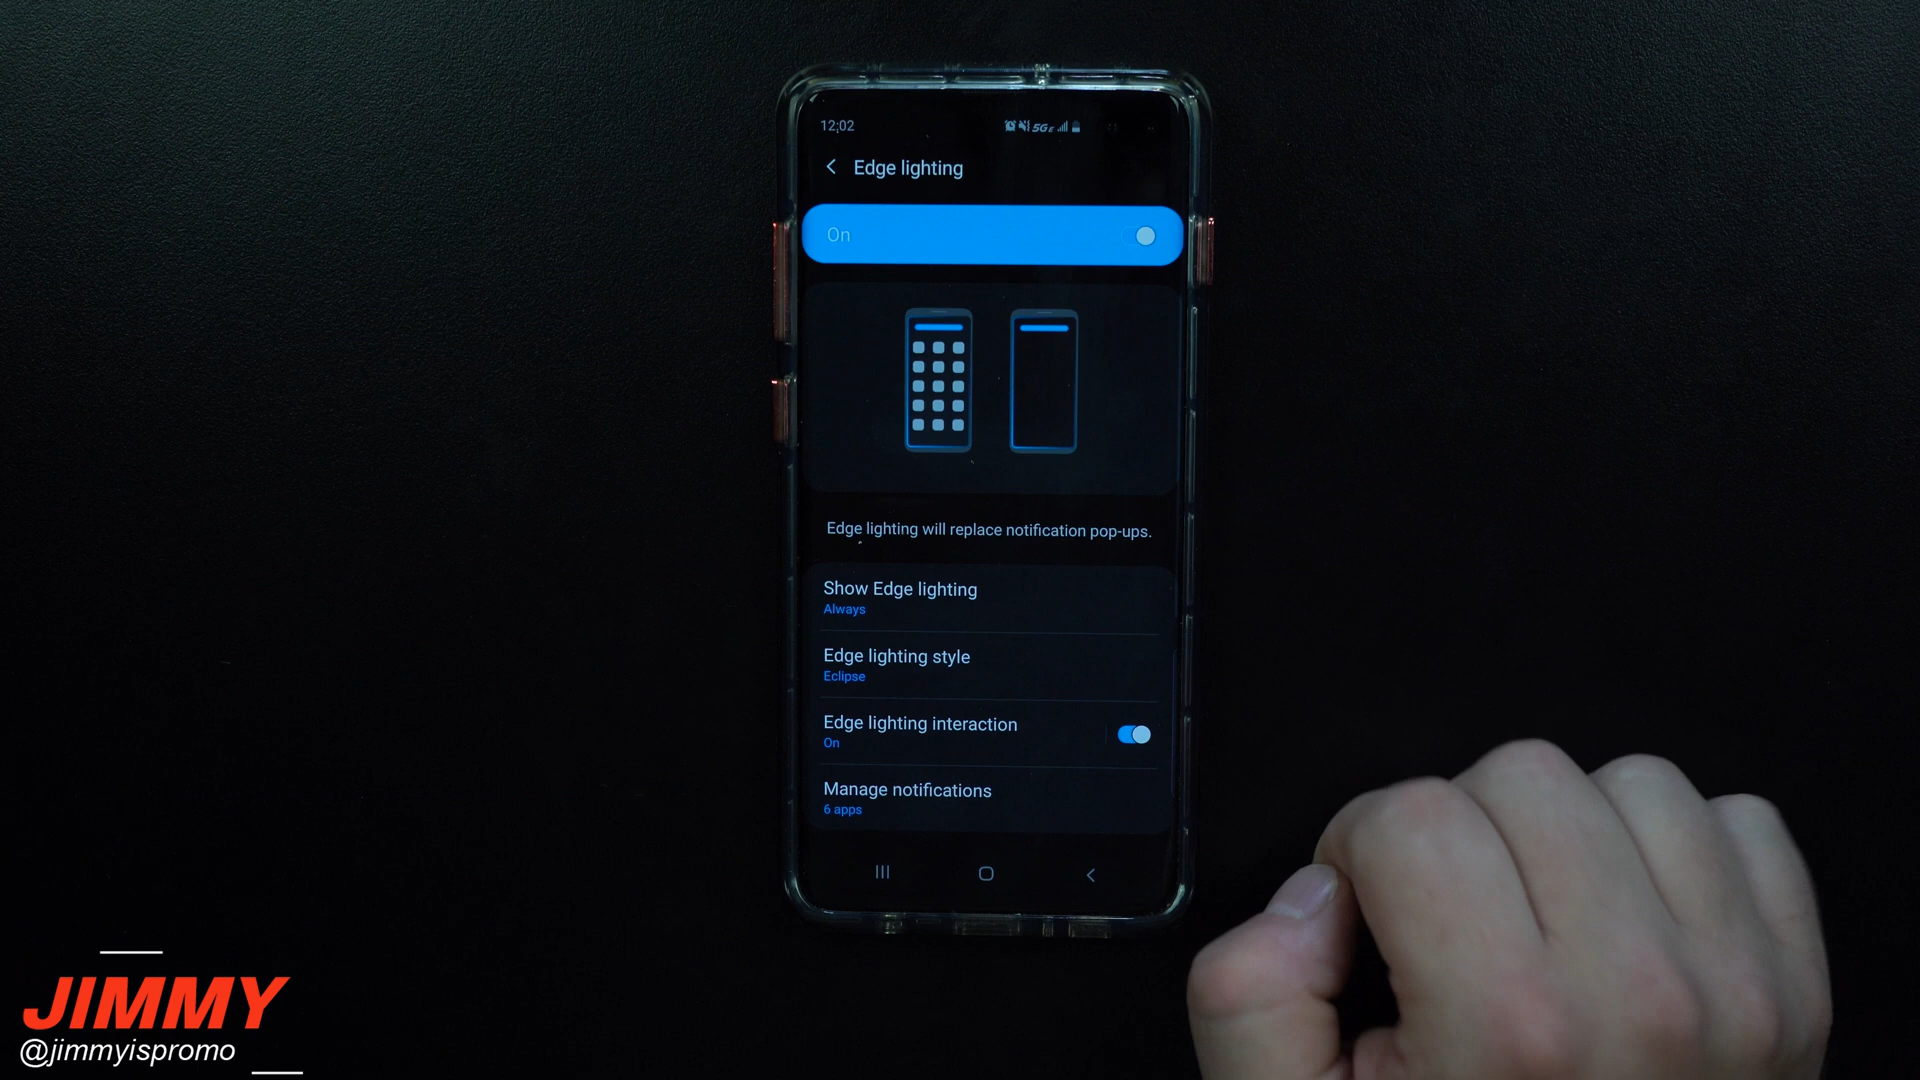 12:02
5GE
Edge lighting
On
Edge lighting will replace notification pop-ups.
Show Edge lighting
Always
Edge lighting style
Eclipse
Edge lighting interaction
On
Manage notifications
6 apps
JIMMY
@jimmyispromo